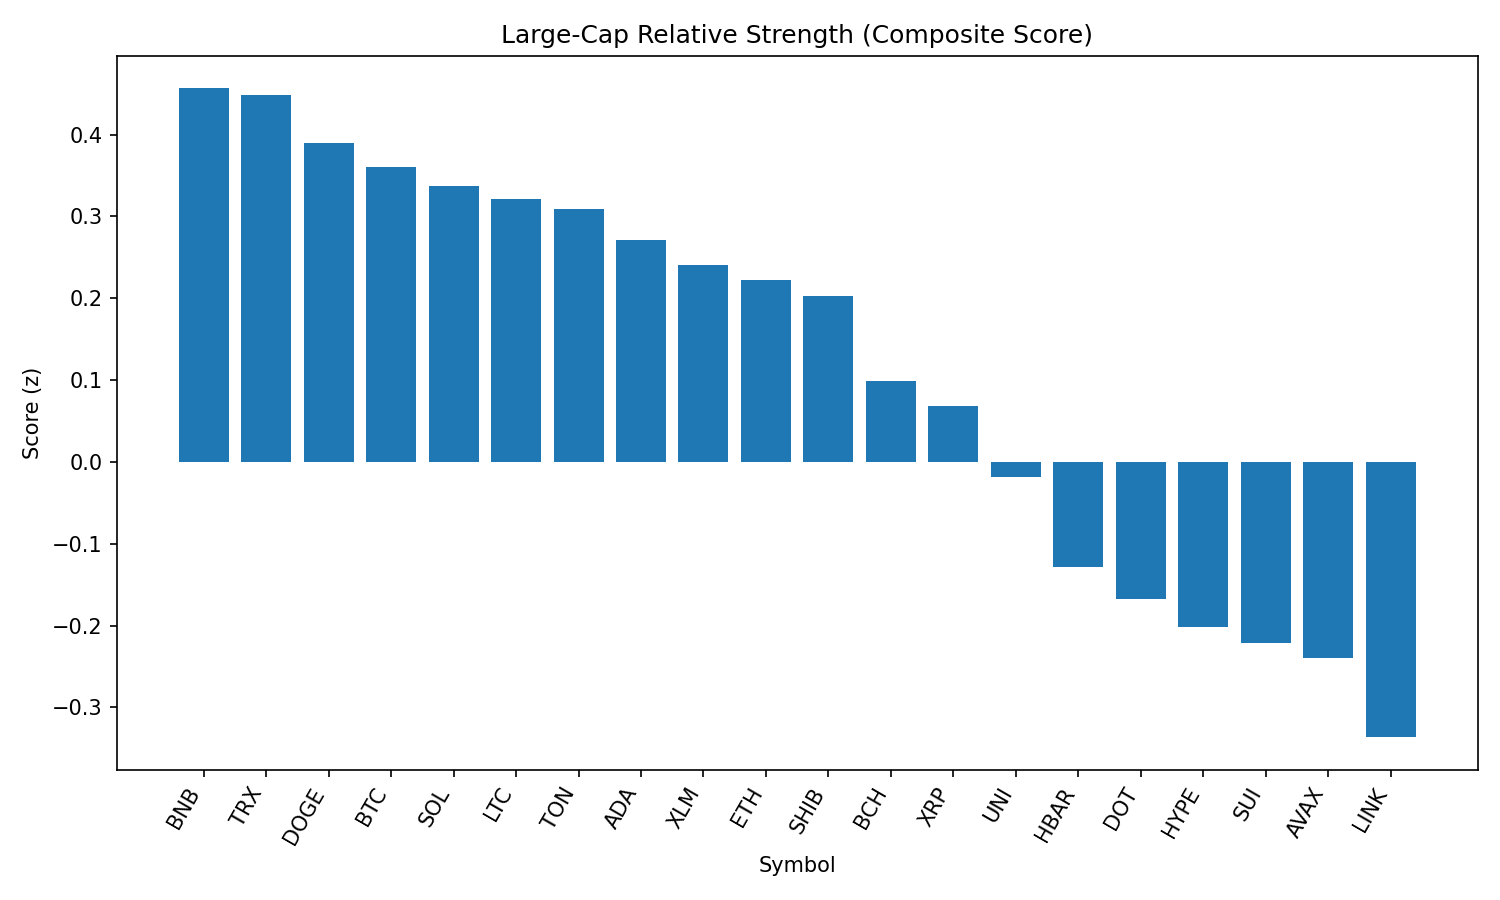 Large-Cap Relative Strength (Composite Score)
Score (z)
0.4
0.3
0.2
0.1
0.0
−0.1
−0.2
−0.3
BNB
TRX
DOGE
BTC
SOL
LTC
TON
ADA
XLM
ETH
SHIB
BCH
XRP
UNI
HBAR
DOT
HYPE
SUI
AVAX
LINK
Symbol